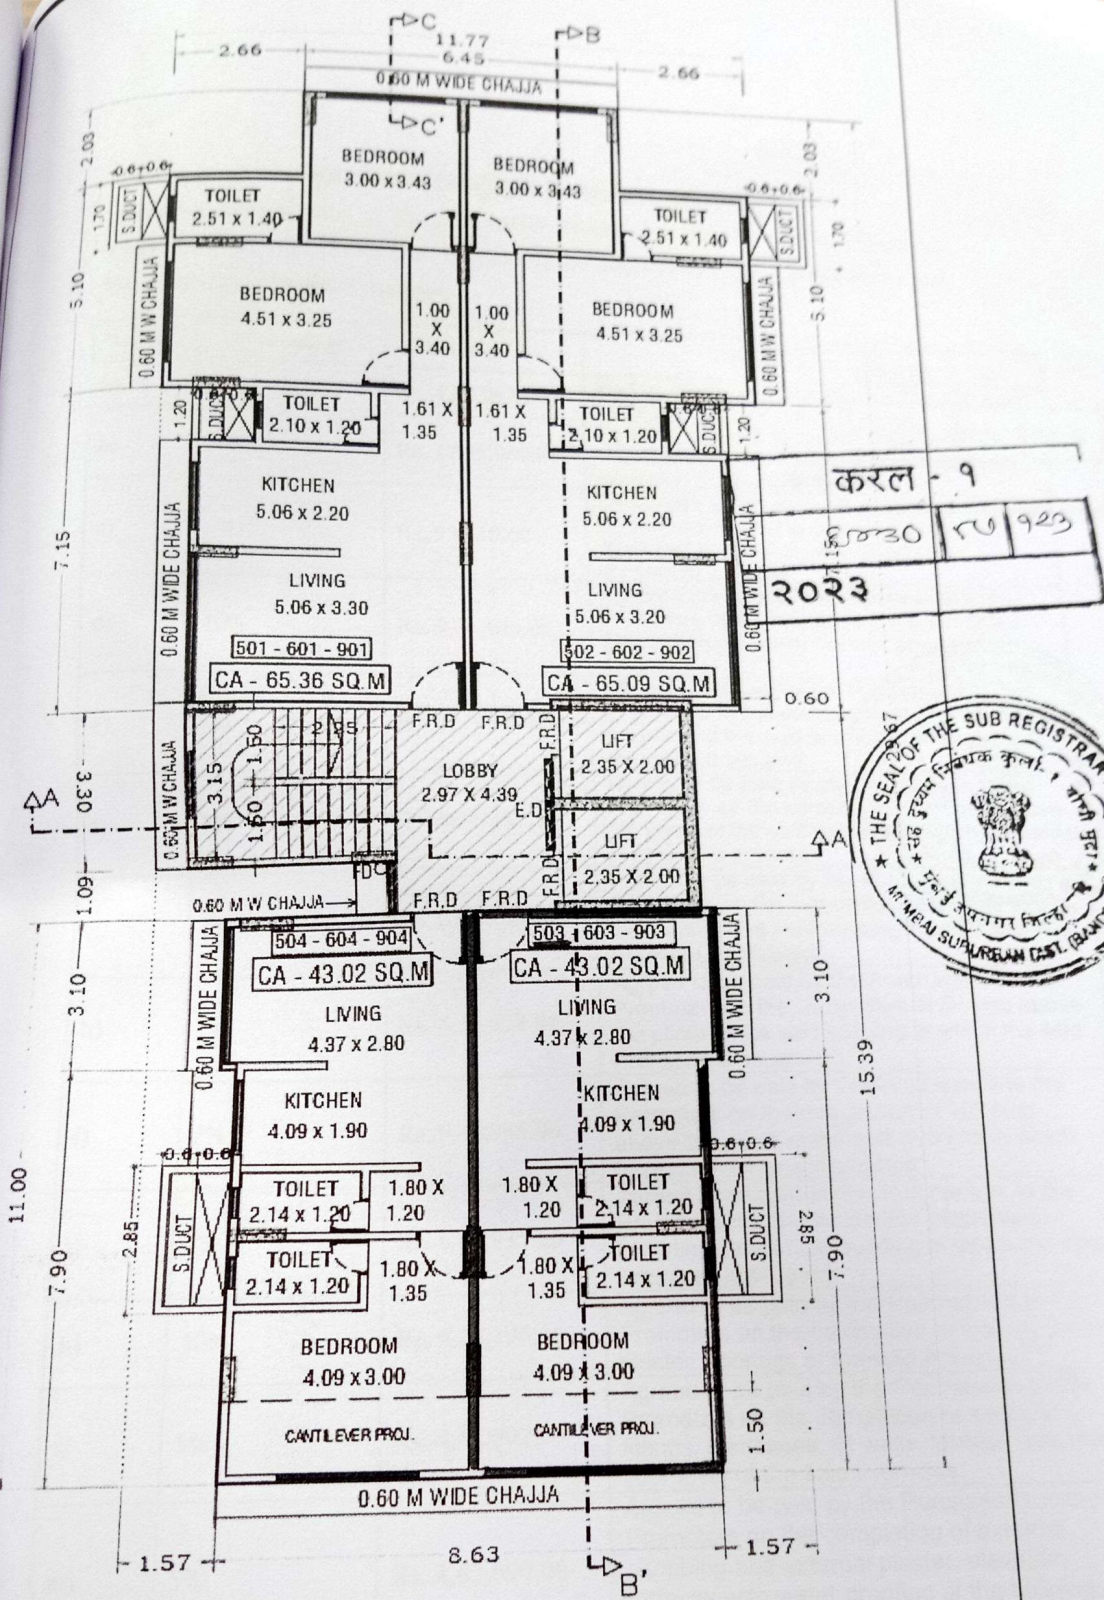 C
11.77
B
2.66
6.45
2.66
0.60 M WIDE CHAJJA
C'
2.03
2.03
BEDROOM
3.00 x 3.43
BEDROOM
3.00 x 3.43
0.6 0.6
0.6 0.6
S.DUCT
TOILET
2.51 x 1.40
TOILET
2.51 x 1.40
S.DUCT
1.70
1.70
5.10
5.10
0.60 M W CHAJJA
BEDROOM
4.51 x 3.25
1.00
X
3.40
1.00
X
3.40
BEDROOM
4.51 x 3.25
0.60 M W CHAJJA
1.20
S.DUCT
TOILET
2.10 x 1.20
1.61 X
1.35
1.61 X
1.35
TOILET
2.10 x 1.20
S.DUCT
1.20
KITCHEN
5.06 x 2.20
KITCHEN
5.06 x 2.20
करल - १
१२३
२०२३
7.15
7.15
0.60 M WIDE CHAJJA
LIVING
5.06 x 3.30
LIVING
5.06 x 3.20
0.60 M WIDE CHAJJA
501 - 601 - 901
CA - 65.36 SQ.M
502 - 602 - 902
CA - 65.09 SQ.M
0.60
29.67
F.R.D
F.R.D
F.R.D
3.30
0.60 M W CHAJJA
3.15
1.50
1.50
LOBBY
2.97 X 4.39
E.D
LIFT
2.35 X 2.00
A
A
LIFT
2.35 X 2.00
F.R.D
FD
1.09
0.60 M W CHAJJA
F.R.D
F.R.D
THE SEAL OF THE SUB REGISTRAR
504 - 604 - 904
CA - 43.02 SQ.M
503 - 603 - 903
CA - 43.02 SQ.M
3.10
3.10
0.60 M WIDE CHAJJA
LIVING
4.37 x 2.80
LIVING
4.37 x 2.80
0.60 M WIDE CHAJJA
15.39
KITCHEN
4.09 x 1.90
KITCHEN
4.09 x 1.90
0.6 0.6
0.6 0.6
11.00
7.90
2.85
S.DUCT
TOILET
2.14 x 1.20
1.80 X
1.20
1.80 X
1.20
TOILET
2.14 x 1.20
S.DUCT
2.85
7.90
TOILET
2.14 x 1.20
1.80 X
1.35
1.80 X
1.35
TOILET
2.14 x 1.20
BEDROOM
4.09 x 3.00
BEDROOM
4.09 x 3.00
CANTILEVER PROJ.
CANTILEVER PROJ.
1.50
0.60 M WIDE CHAJJA
1.57
8.63
1.57
B'